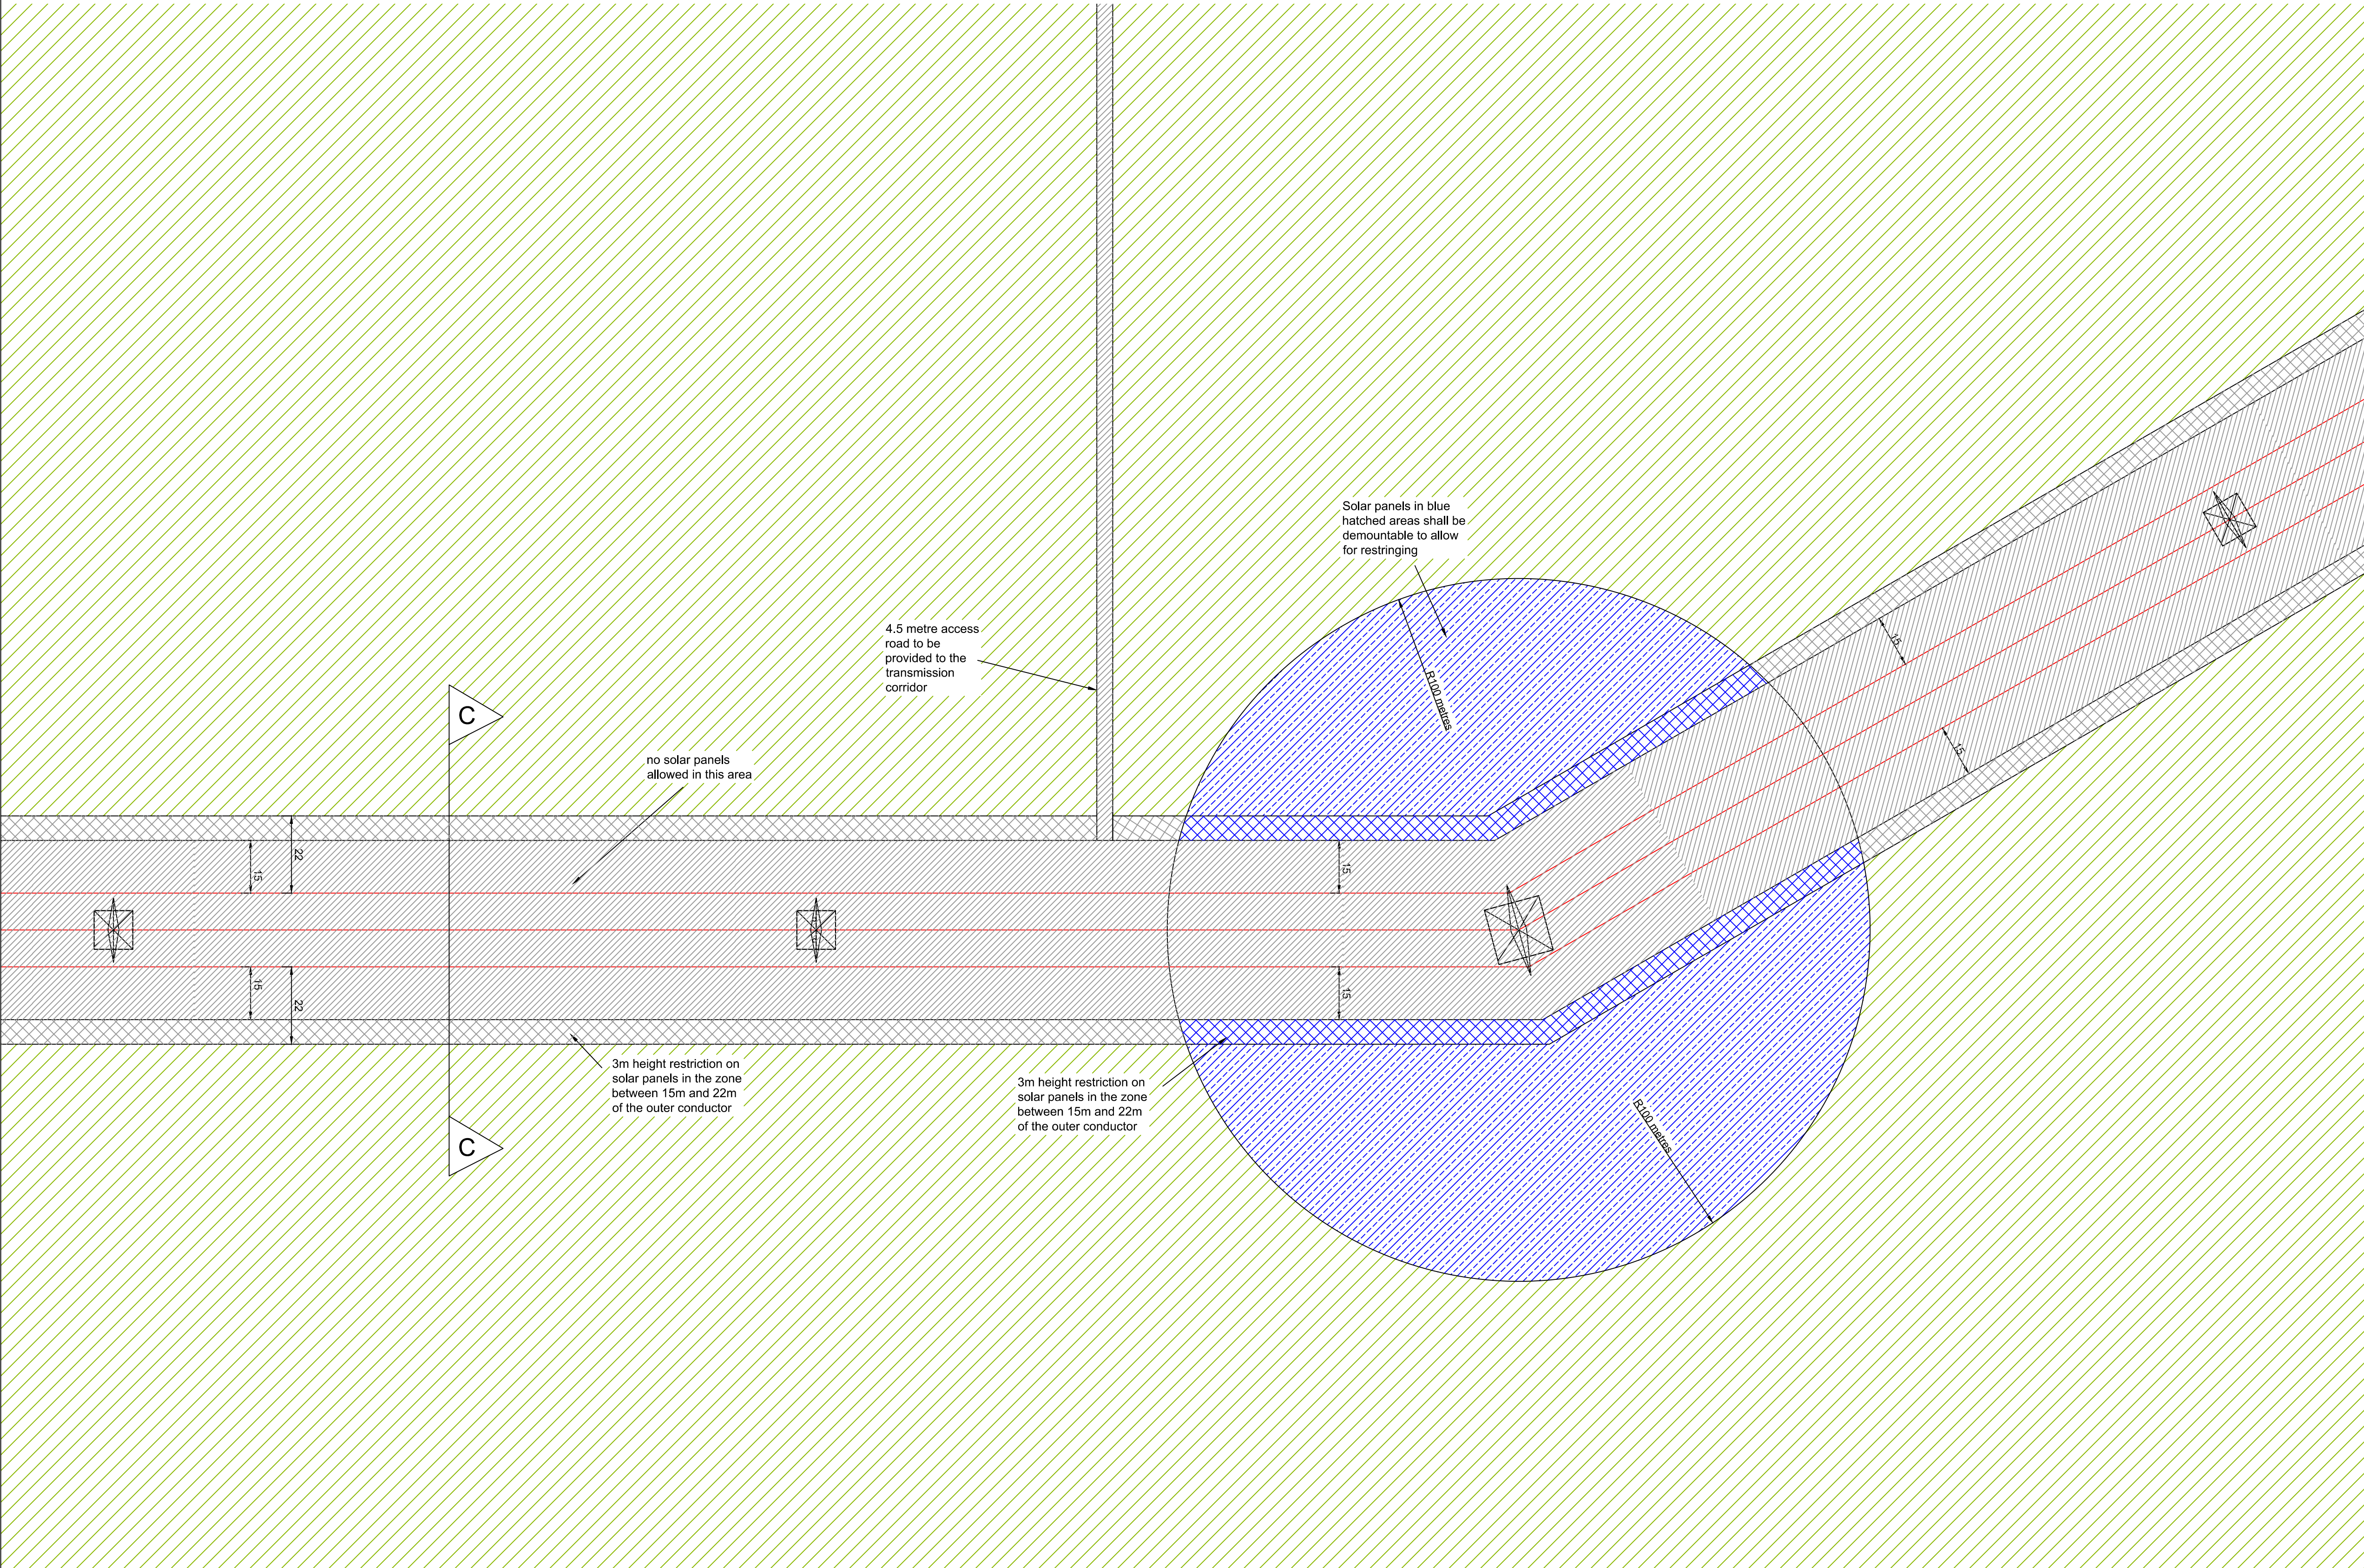 Solar panels in blue
hatched areas shall be
demountable to allow
for restringing
4.5 metre access
road to be
provided to the
transmission
corridor
R100 metres
15
C
no solar panels
allowed in this area
15
22
15
15
15
22
15
3m height restriction on
solar panels in the zone
between 15m and 22m
of the outer conductor
3m height restriction on
solar panels in the zone
between 15m and 22m
of the outer conductor
C
R100 metres